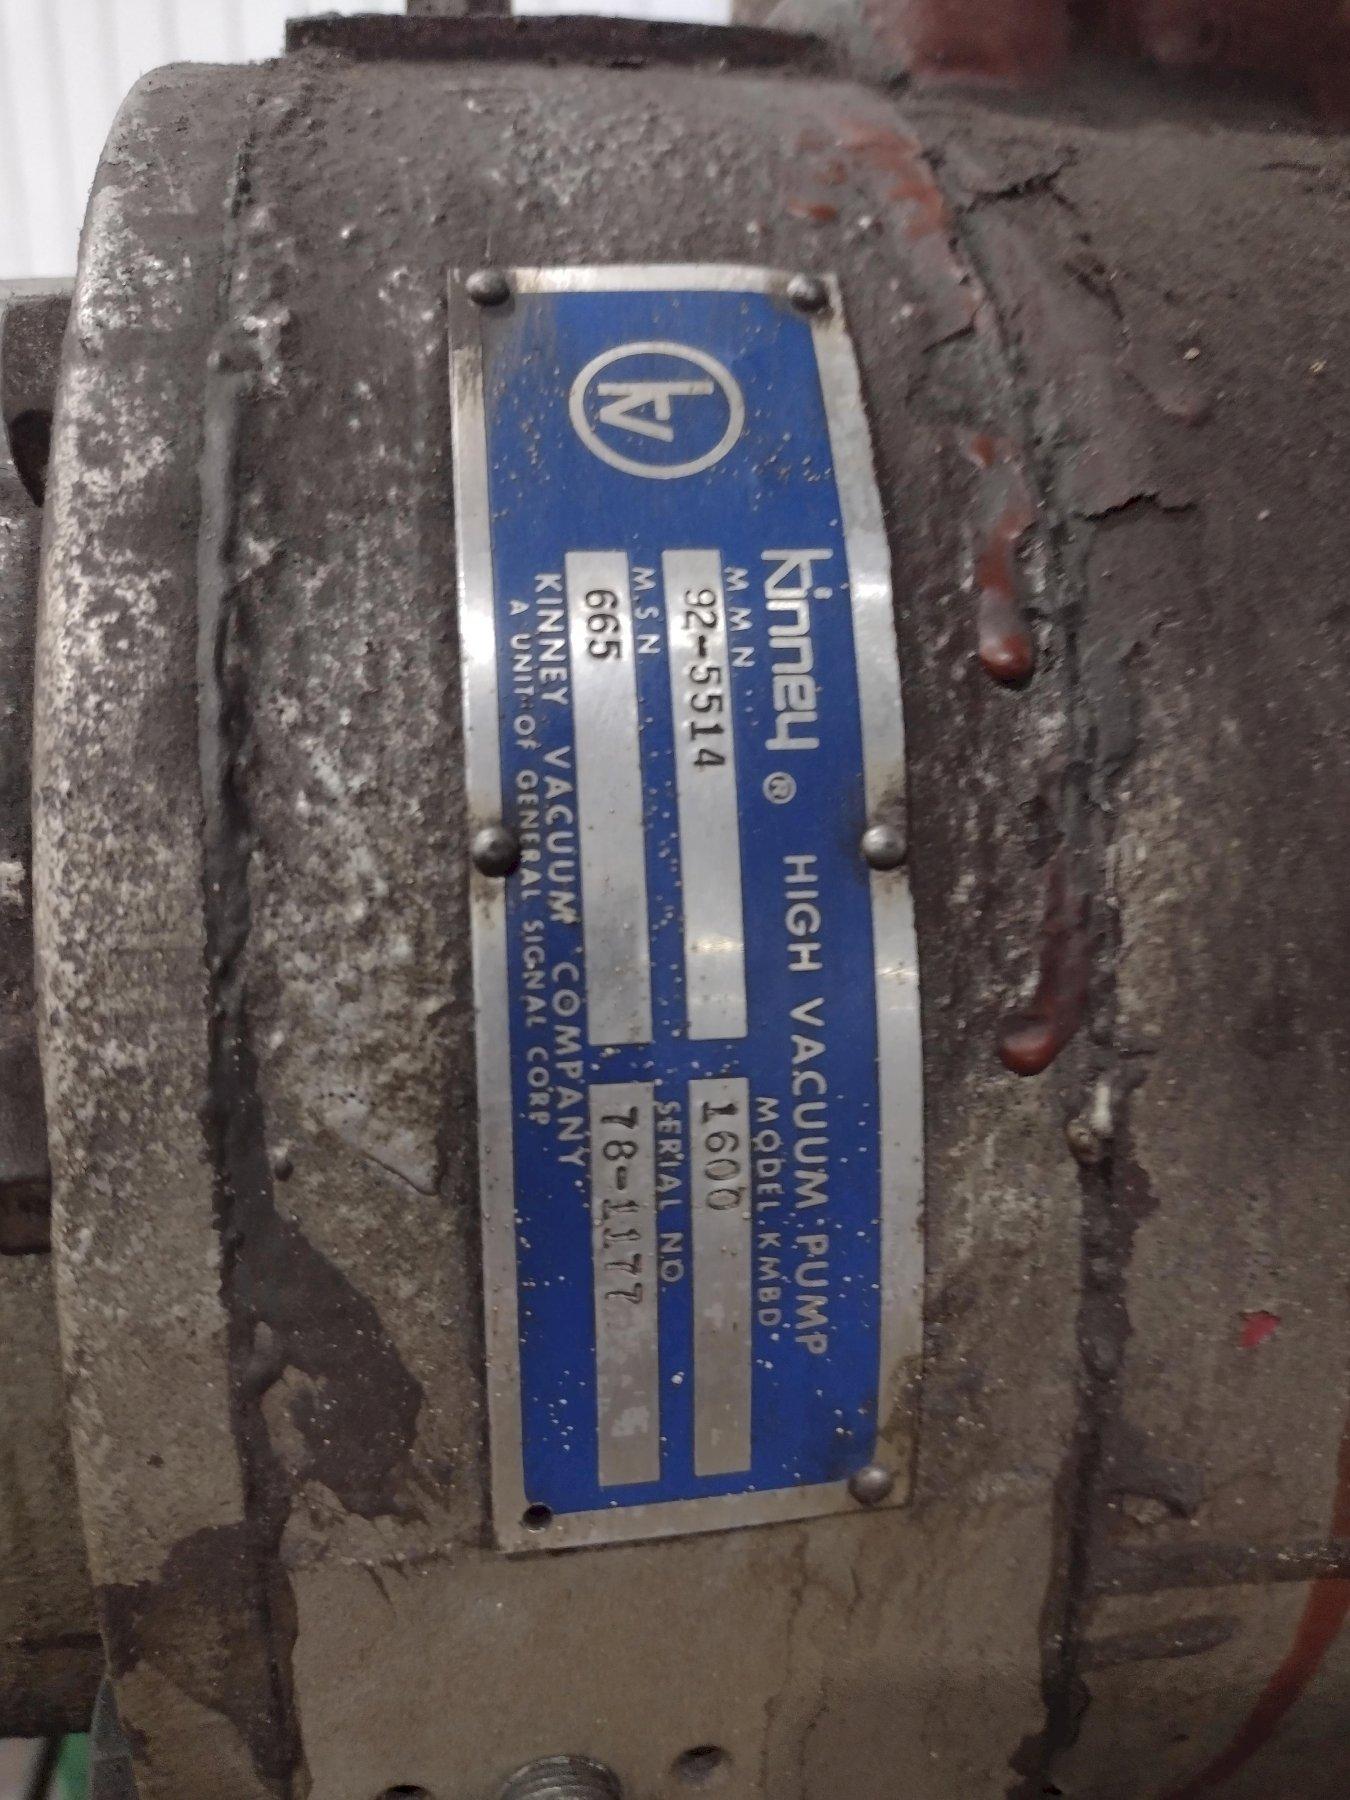 kinney ® HIGH VACUUM PUMP
M M N MODEL KMBD
92-5514 1600
M.S N SERIAL NO
665 78-1177
KINNEY VACUUM COMPANY
A UNIT OF GENERAL SIGNAL CORP